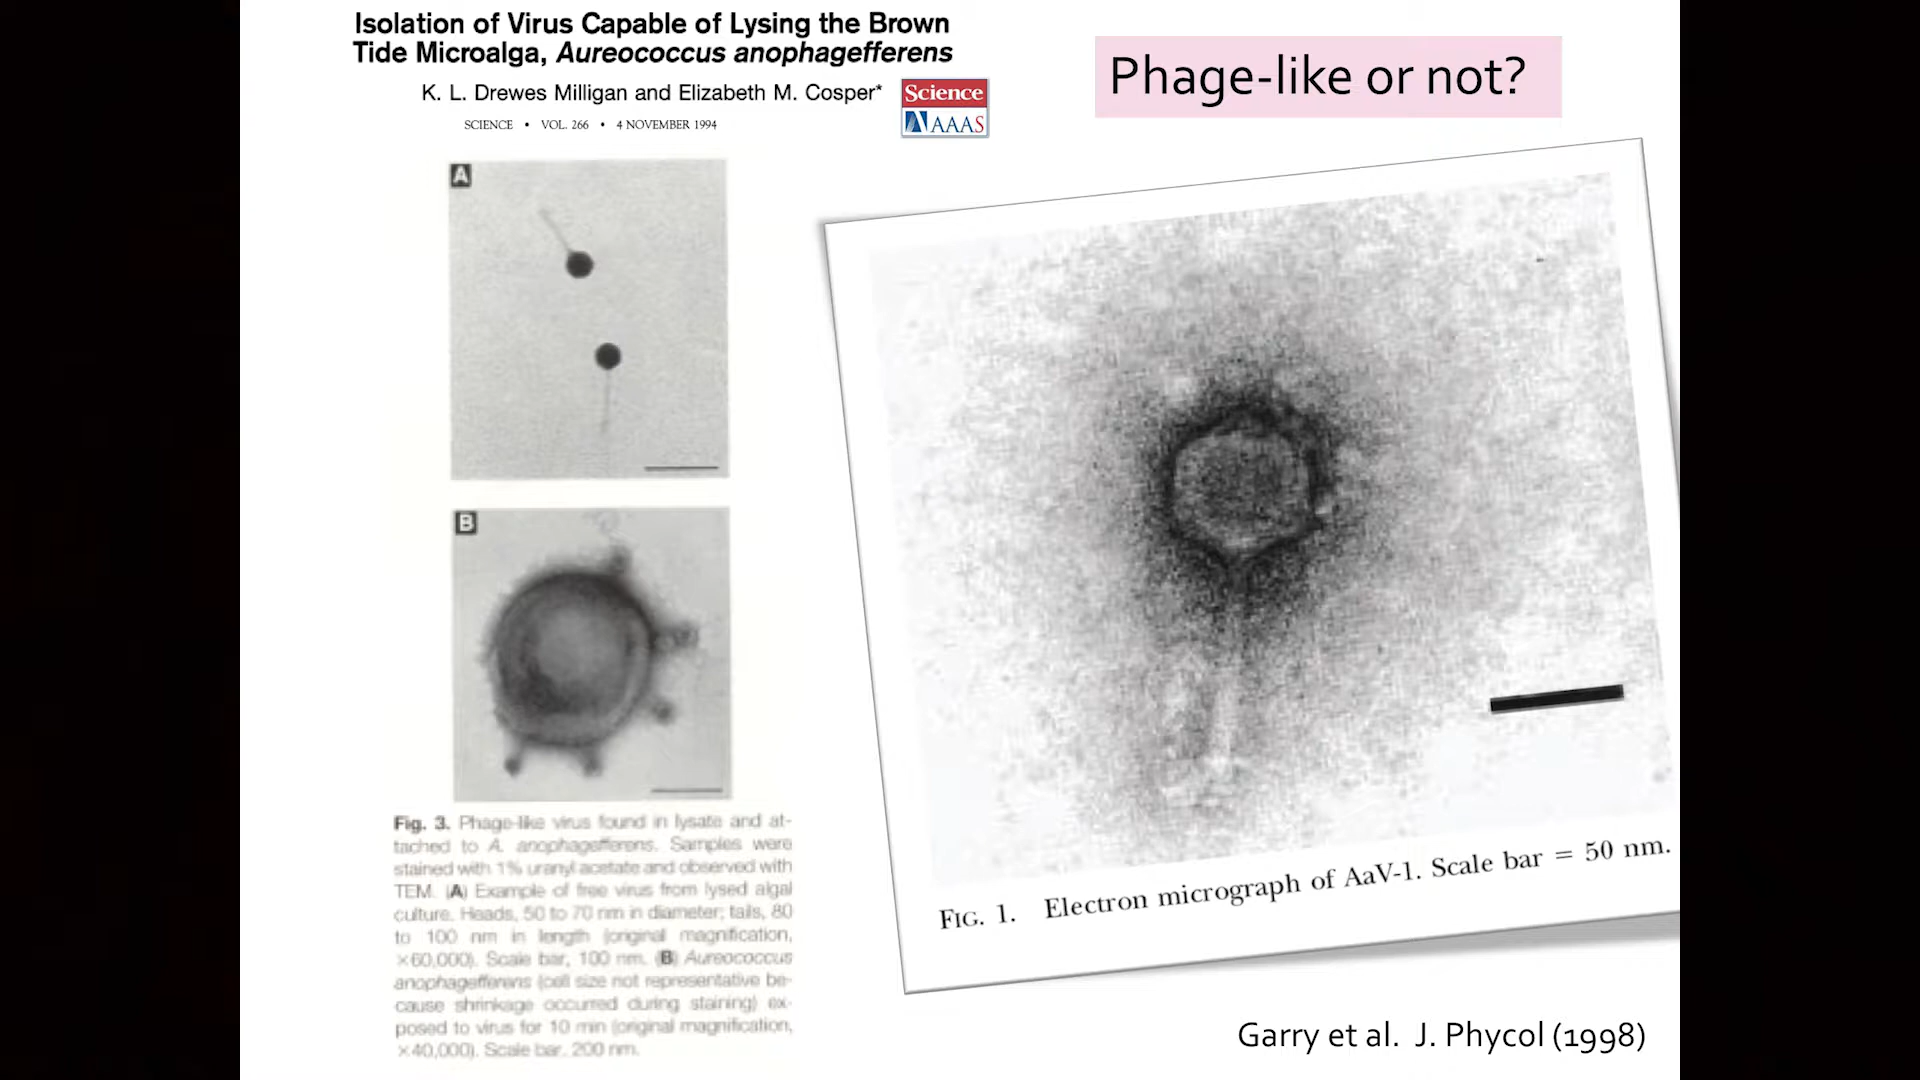 Isolation of Virus Capable of Lysing the Brown
Tide Microalga, Aureococcus anophagefferens
K. L. Drewes Milligan and Elizabeth M. Cosper*
SCIENCE • VOL. 266 • 4 NOVEMBER 1994
Science
AAAS
Phage-like or not?
A
B
Fig. 3. Phage-like virus found in lysate and at-
tached to A. anophagefferens. Samples were
stained with 1% uranyl acetate and observed with
TEM. (A) Example of free virus from lysed algal
culture. Heads, 50 to 70 nm in diameter; tails, 80
to 100 nm in length (original magnification,
×60,000). Scale bar, 100 nm. (B) Aureococcus
anophagefferens (cell size not representative be-
cause shrinkage occurred during staining) ex-
posed to virus for 10 min (original magnification,
×40,000). Scale bar, 200 nm.
FIG. 1. Electron micrograph of AaV-1. Scale bar = 50 nm.
Garry et al. J. Phycol (1998)